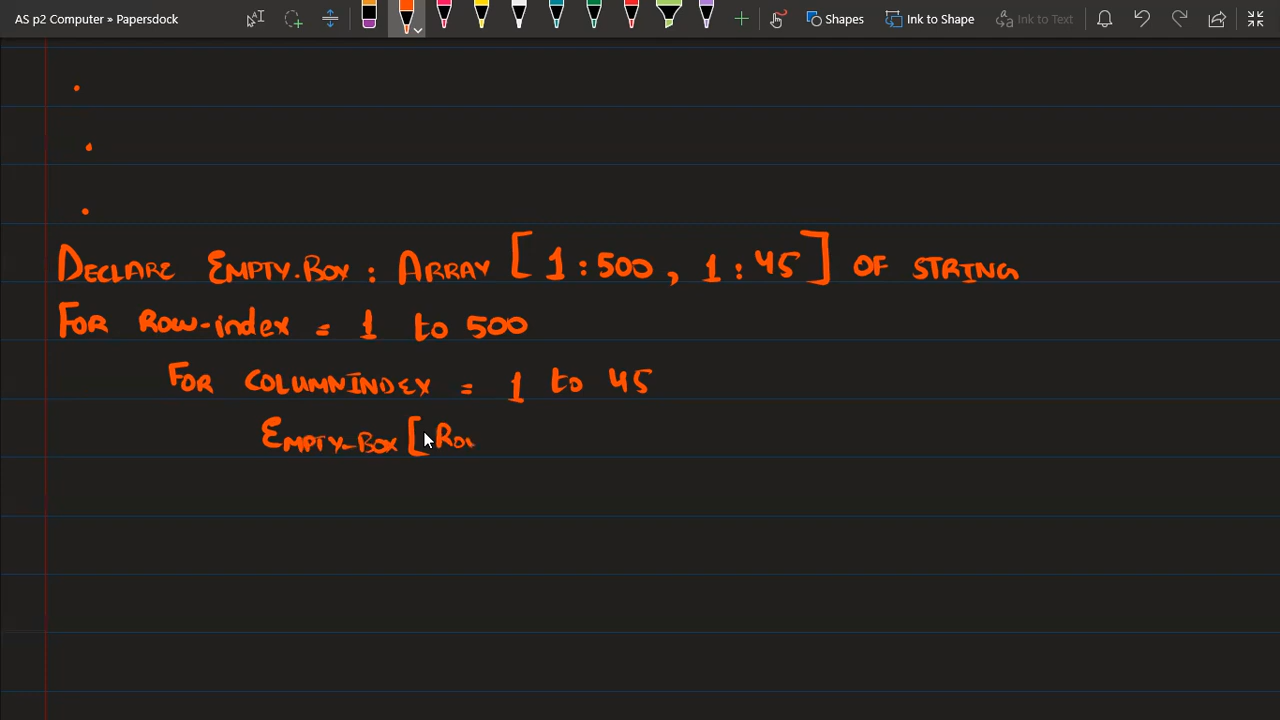 AS p2 Computer » Papersdock
Shapes
Ink to Shape
Ink to Text
DECLARE EMPTY.BOX : ARRAY [1:500, 1:45] OF STRING
FOR ROW-index = 1 to 500
FOR COLUMNINDEX = 1 to 45
EMPTY-BOX [ROW